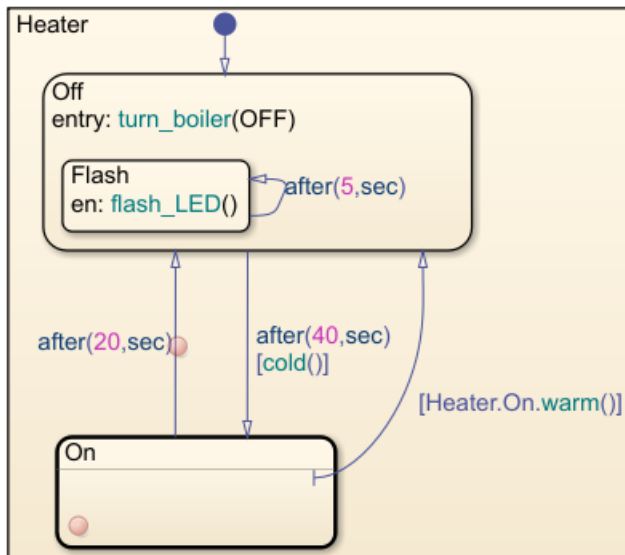 Heater
Off
entry: turn_boiler(OFF)
Flash
en: flash_LED()
after(5,sec)
after(20,sec)
after(40,sec)
[cold()]
[Heater.On.warm()]
On